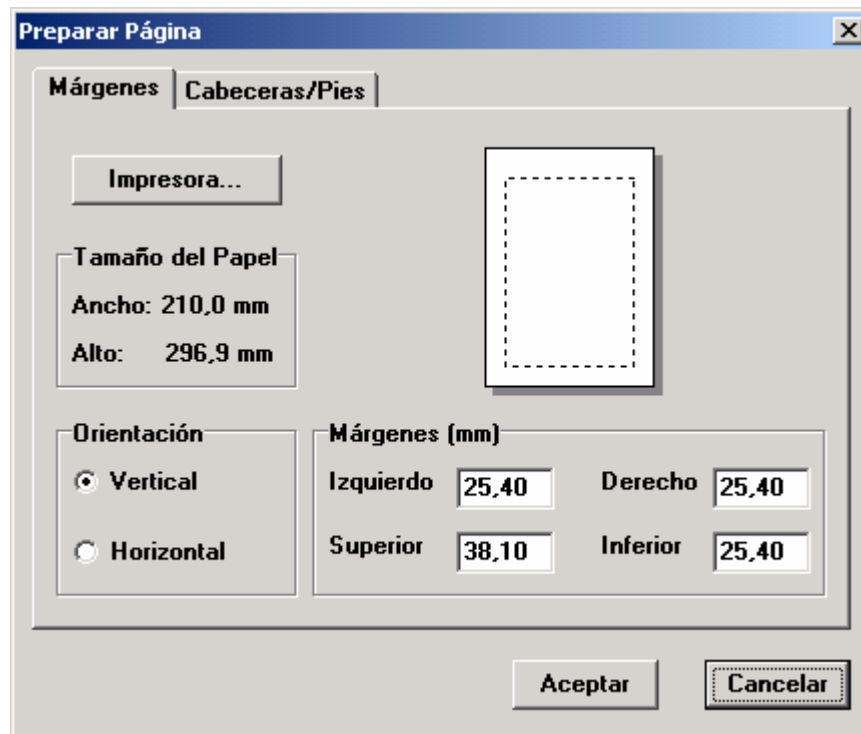 Preparar Página
Márgenes Cabeceras/Pies
Impresora...
Tamaño del Papel
Ancho: 210,0 mm
Alto: 296,9 mm
Orientación
Vertical
Horizontal
Márgenes (mm)
Izquierdo 25,40 Derecho 25,40
Superior 38,10 Inferior 25,40
Aceptar Cancelar